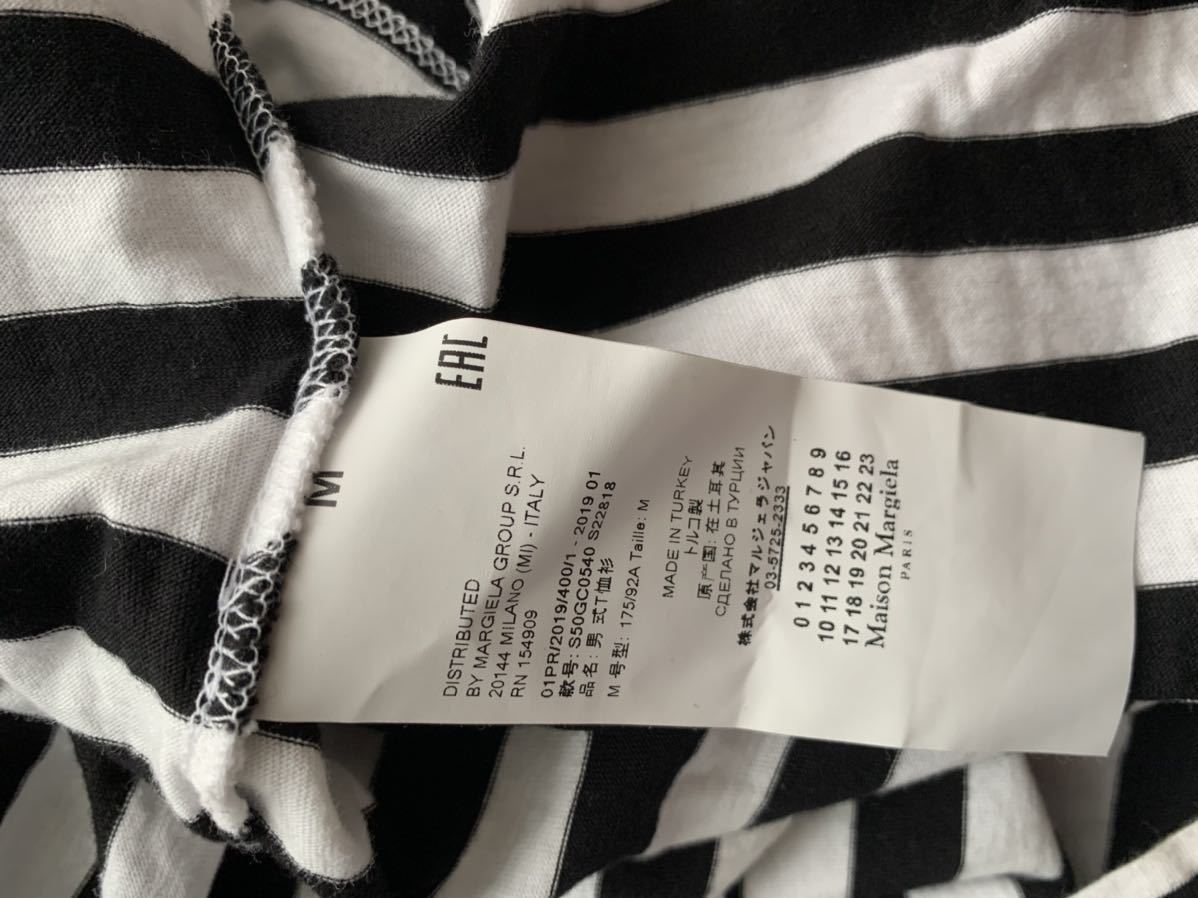 M
EAC
DISTRIBUTED
BY MARGIELA GROUP S.R.L.
20144 MILANO (MI) - ITALY
RN 154909
01PR/2019/400/1 - 2019 01
款号: S50GC0540 S22818
品名: 男 式T恤衫
M 号型: 175/92A Taille: M
MADE IN TURKEY
トルコ製
原产国: 在土耳其
СДЕЛАНО В ТУРЦИИ
株式会社マルジェラジャパン
03-5725-2333
0 1 2 3 4 5 6 7 8 9
10 11 12 13 14 15 16
17 18 19 20 21 22 23
Maison Margiela
PARIS